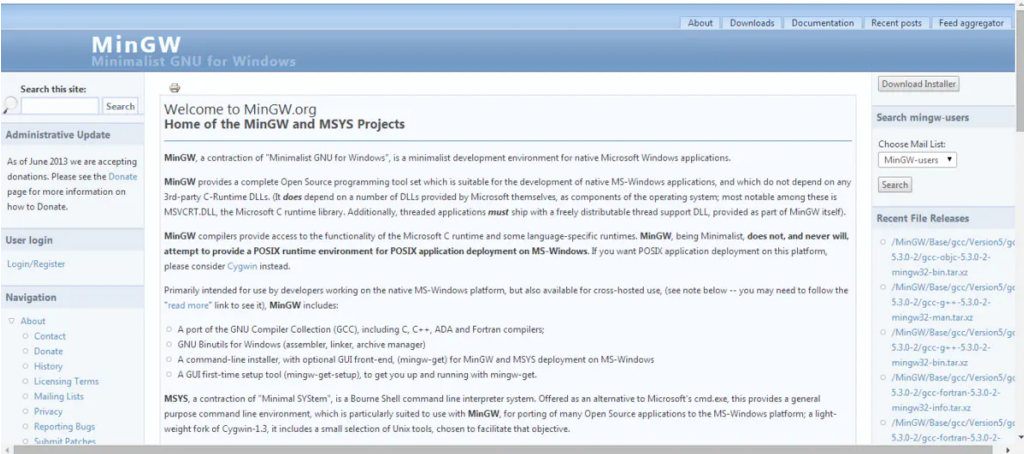 About
Downloads
Documentation
Recent posts
Feed aggregator
MinGW
Minimalist GNU for Windows
Search this site:
Search
Administrative Update
As of June 2013 we are accepting
donations. Please see the Donate
page for more information on
how to Donate.
User login
Login/Register
Navigation
About
Contact
Donate
History
Licensing Terms
Mailing Lists
Privacy
Reporting Bugs
Submit Patches
Welcome to MinGW.org
Home of the MinGW and MSYS Projects
MinGW, a contraction of "Minimalist GNU for Windows", is a minimalist development environment for native Microsoft Windows applications.
MinGW provides a complete Open Source programming tool set which is suitable for the development of native MS-Windows applications, and which do not depend on any
3rd-party C-Runtime DLLs. (It does depend on a number of DLLs provided by Microsoft themselves, as components of the operating system; most notable among these is
MSVCRT.DLL, the Microsoft C runtime library. Additionally, threaded applications must ship with a freely distributable thread support DLL, provided as part of MinGW itself).
MinGW compilers provide access to the functionality of the Microsoft C runtime and some language-specific runtimes. MinGW, being Minimalist, does not, and never will,
attempt to provide a POSIX runtime environment for POSIX application deployment on MS-Windows. If you want POSIX application deployment on this platform,
please consider Cygwin instead.
Primarily intended for use by developers working on the native MS-Windows platform, but also available for cross-hosted use, (see note below -- you may need to follow the
"read more" link to see it), MinGW includes:
A port of the GNU Compiler Collection (GCC), including C, C++, ADA and Fortran compilers;
GNU Binutils for Windows (assembler, linker, archive manager)
A command-line installer, with optional GUI front-end, (mingw-get) for MinGW and MSYS deployment on MS-Windows
A GUI first-time setup tool (mingw-get-setup), to get you up and running with mingw-get.
MSYS, a contraction of "Minimal SYStem", is a Bourne Shell command line interpreter system. Offered as an alternative to Microsoft's cmd.exe, this provides a general
purpose command line environment, which is particularly suited to use with MinGW, for porting of many Open Source applications to the MS-Windows platform; a light-
weight fork of Cygwin-1.3, it includes a small selection of Unix tools, chosen to facilitate that objective.
Download Installer
Search mingw-users
Choose Mail List:
MinGW-users
Search
Recent File Releases
/MinGW/Base/gcc/Version5/gc
5.3.0-2/gcc-objc-5.3.0-2-
mingw32-bin.tar.xz
/MinGW/Base/gcc/Version5/gc
5.3.0-2/gcc-g++-5.3.0-2-
mingw32-man.tar.xz
/MinGW/Base/gcc/Version5/gc
5.3.0-2/gcc-g++-5.3.0-2-
mingw32-bin.tar.xz
/MinGW/Base/gcc/Version5/gc
5.3.0-2/gcc-fortran-5.3.0-2-
mingw32-info.tar.xz
/MinGW/Base/gcc/Version5/gc
5.3.0-2/gcc-fortran-5.3.0-2-